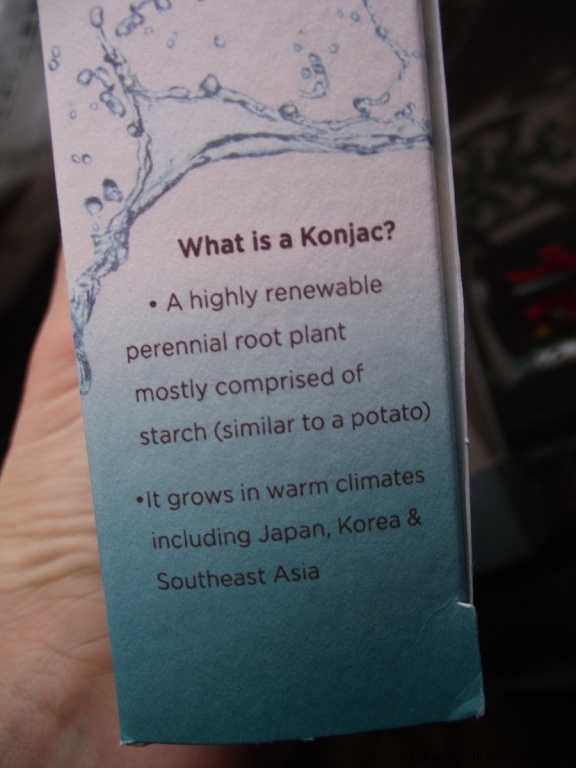 What is a Konjac?
• A highly renewable
perennial root plant
mostly comprised of
starch (similar to a potato)
•It grows in warm climates
including Japan, Korea &
Southeast Asia